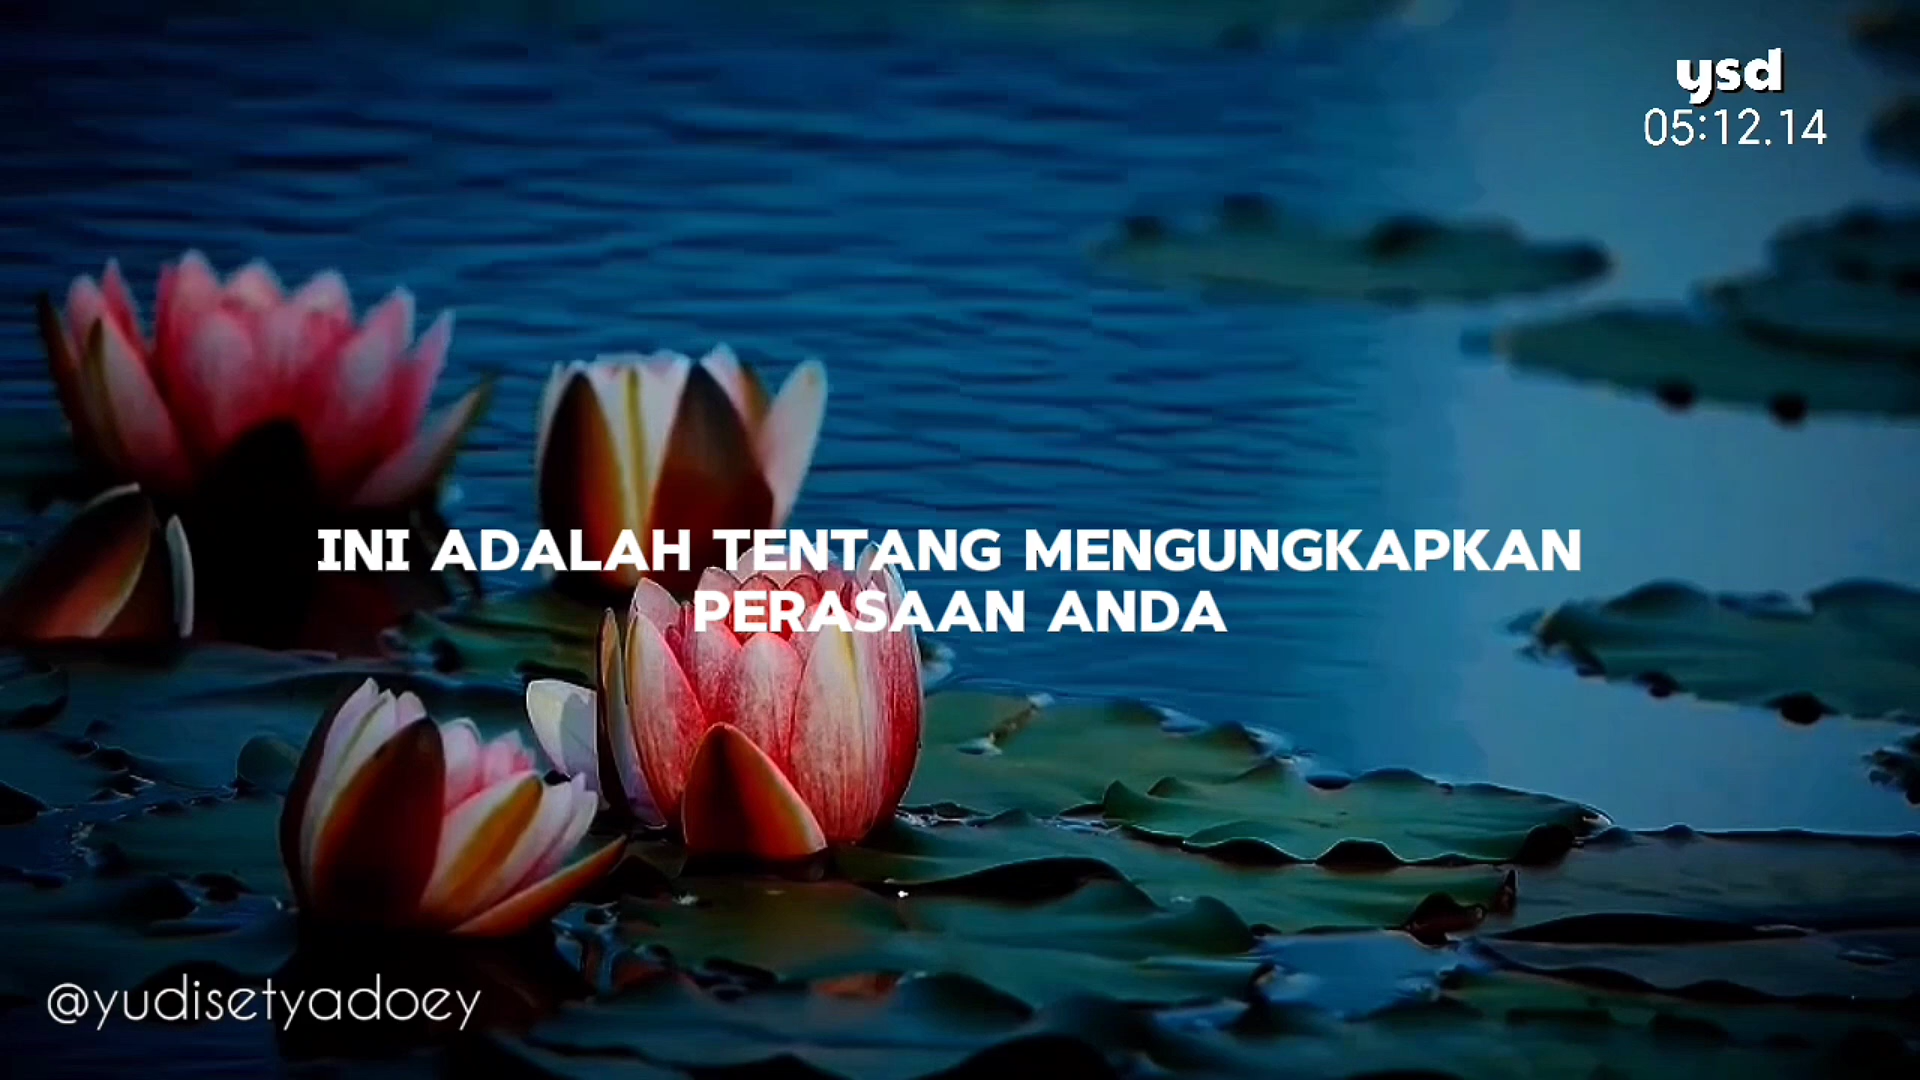 ysd
05:12.14
INI ADALAH TENTANG MENGUNGKAPKAN
PERASAAN ANDA
@yudisetyadoey